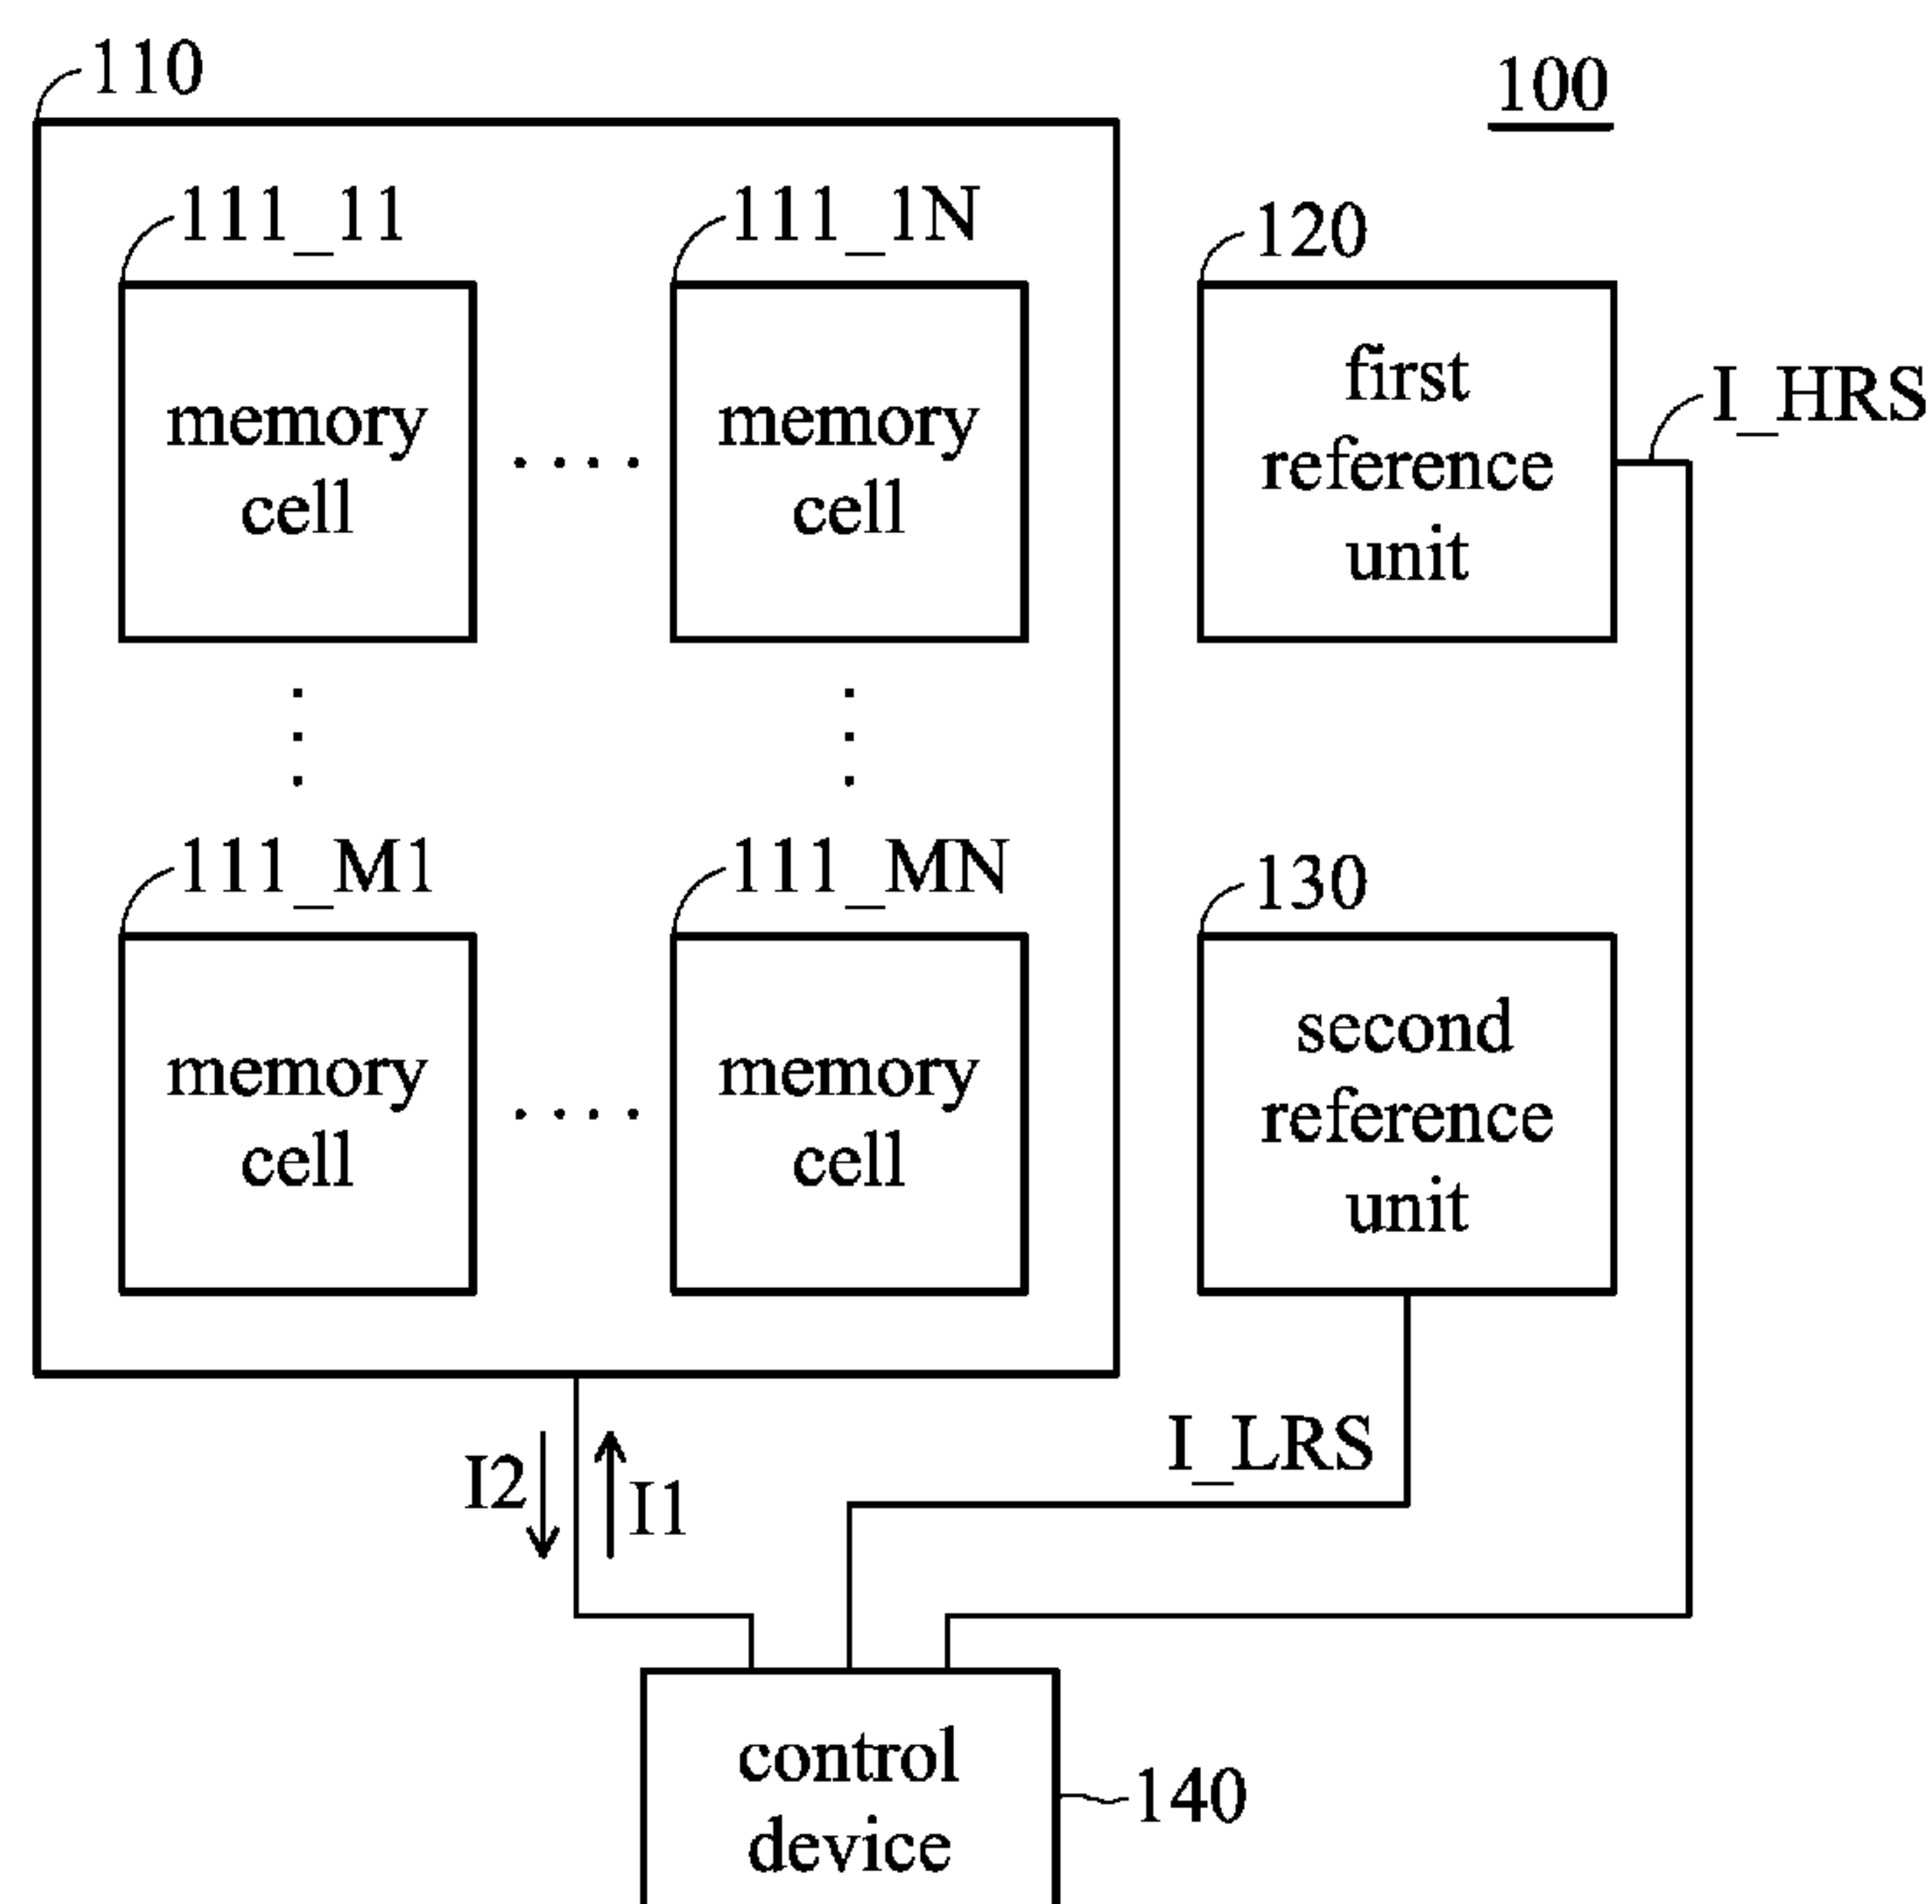 110
100
111_11
111_1N
120
memory
cell
memory
cell
first
reference
unit
I_HRS
111_M1
111_MN
130
memory
cell
memory
cell
second
reference
unit
I2
I1
I_LRS
control
device
140